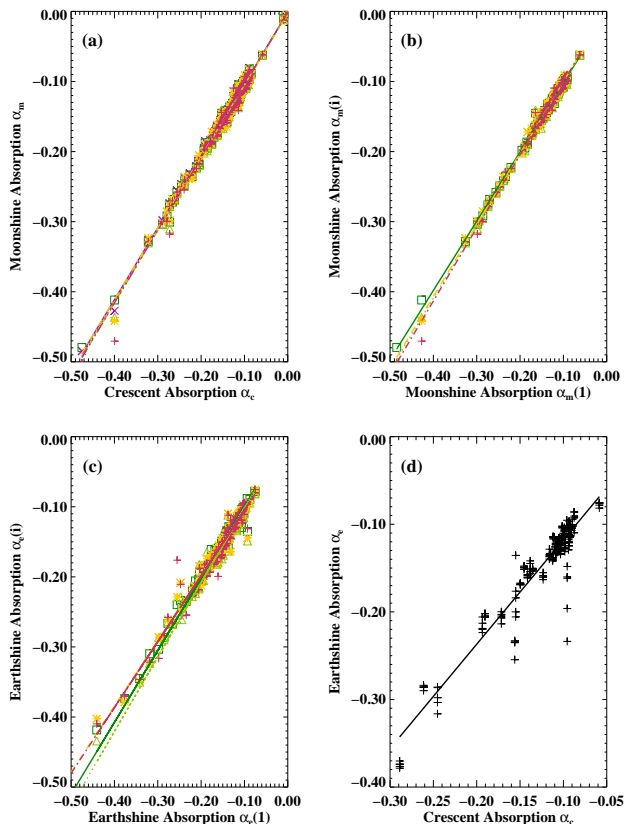 (a)
0.00
−0.10
−0.20
−0.30
−0.40
−0.50
Moonshine Absorption αm
−0.50 −0.40 −0.30 −0.20 −0.10 0.00
Crescent Absorption αc
(b)
0.00
−0.10
−0.20
−0.30
−0.40
−0.50
Moonshine Absorption αm(i)
−0.50 −0.40 −0.30 −0.20 −0.10 0.00
Moonshine Absorption αm(1)
(c)
0.00
−0.10
−0.20
−0.30
−0.40
−0.50
Earthshine Absorption αe(i)
−0.50 −0.40 −0.30 −0.20 −0.10 0.00
Earthshine Absorption αe(1)
(d)
0.00
−0.10
−0.20
−0.30
−0.40
Earthshine Absorption αe
−0.30 −0.25 −0.20 −0.15 −0.10 −0.05
Crescent Absorption αc